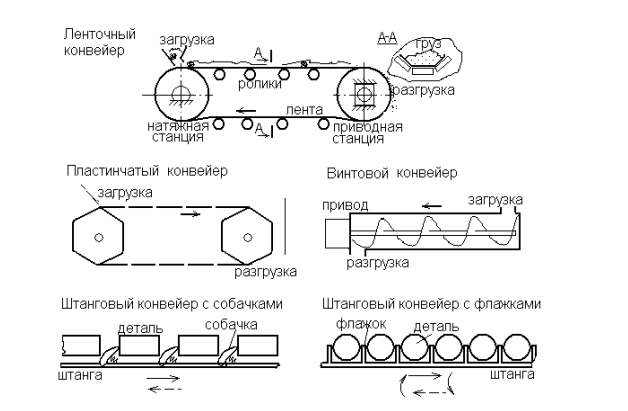 Ленточный
конвейер
загрузка
А
А-А
груз
ролики
разгрузка
лента
натяжная
станция
А
приводная
станция
Пластинчатый конвейер
загрузка
разгрузка
Винтовой конвейер
привод
загрузка
разгрузка
Штанговый конвейер с собачками
деталь
собачка
штанга
Штанговый конвейер с флажками
флажок
деталь
штанга